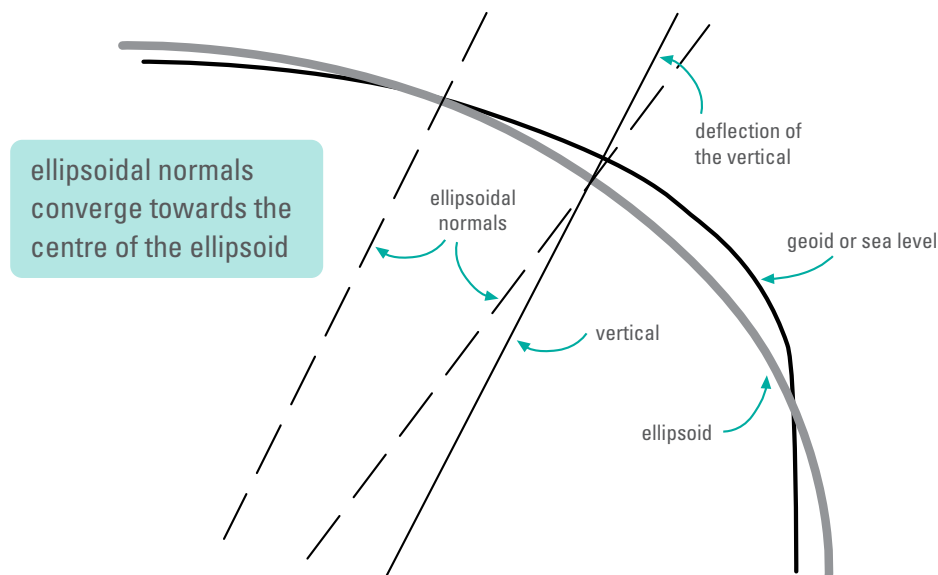 deflection of
the vertical
ellipsoidal normals
converge towards the
centre of the ellipsoid
ellipsoidal
normals
geoid or sea level
vertical
ellipsoid